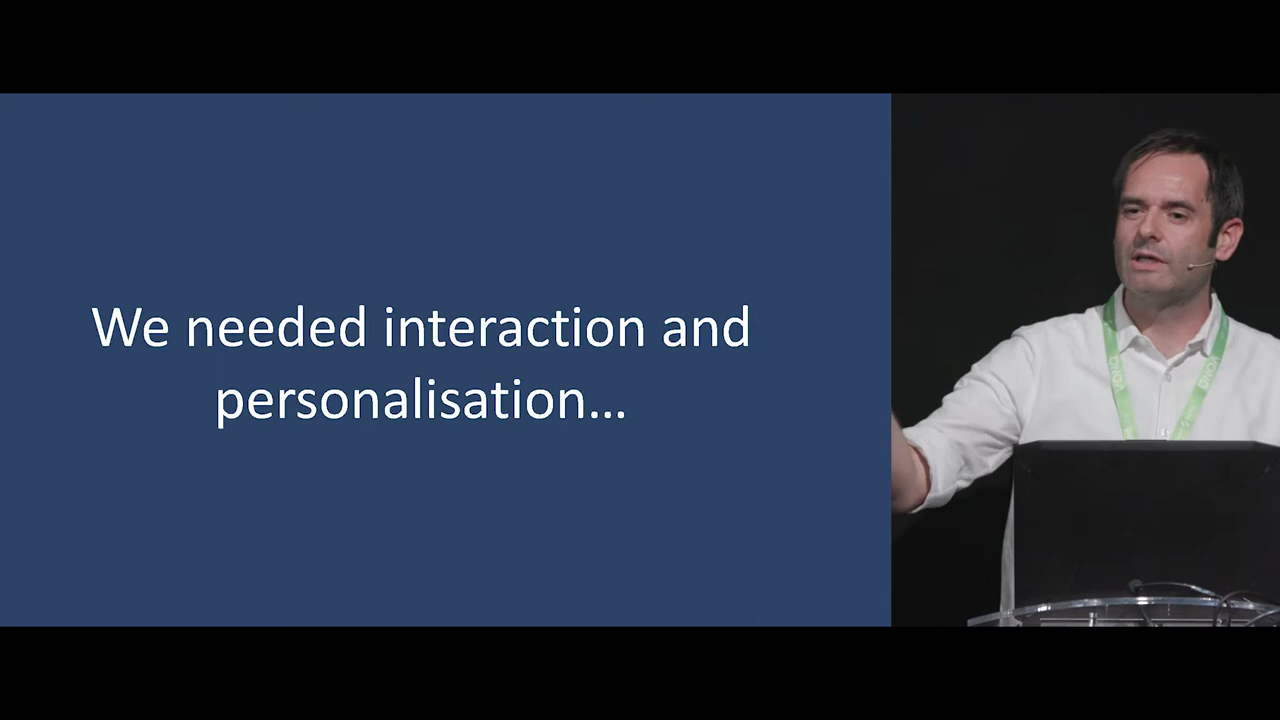 We needed interaction and
personalisation…